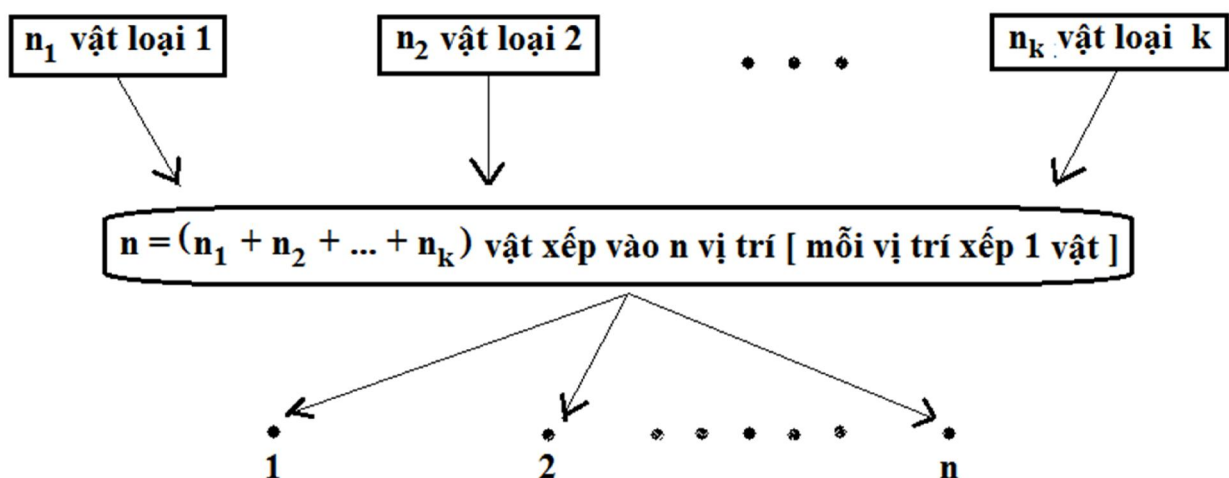 n₁ vật loại 1
n₂ vật loại 2
nₖ vật loại k
n = (n₁ + n₂ + ... + nₖ) vật xếp vào n vị trí [ mỗi vị trí xếp 1 vật ]
1
2
n